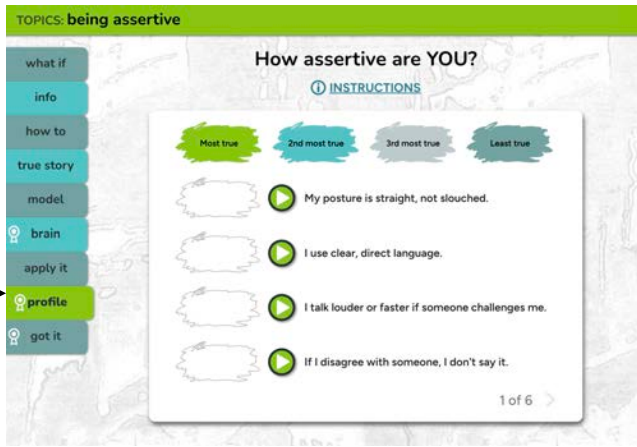 TOPICS: being assertive
what if
info
how to
true story
model
brain
apply it
profile
got it
How assertive are YOU?
i INSTRUCTIONS
Most true
2nd most true
3rd most true
Least true
My posture is straight, not slouched.
I use clear, direct language.
I talk louder or faster if someone challenges me.
If I disagree with someone, I don't say it.
1 of 6 >